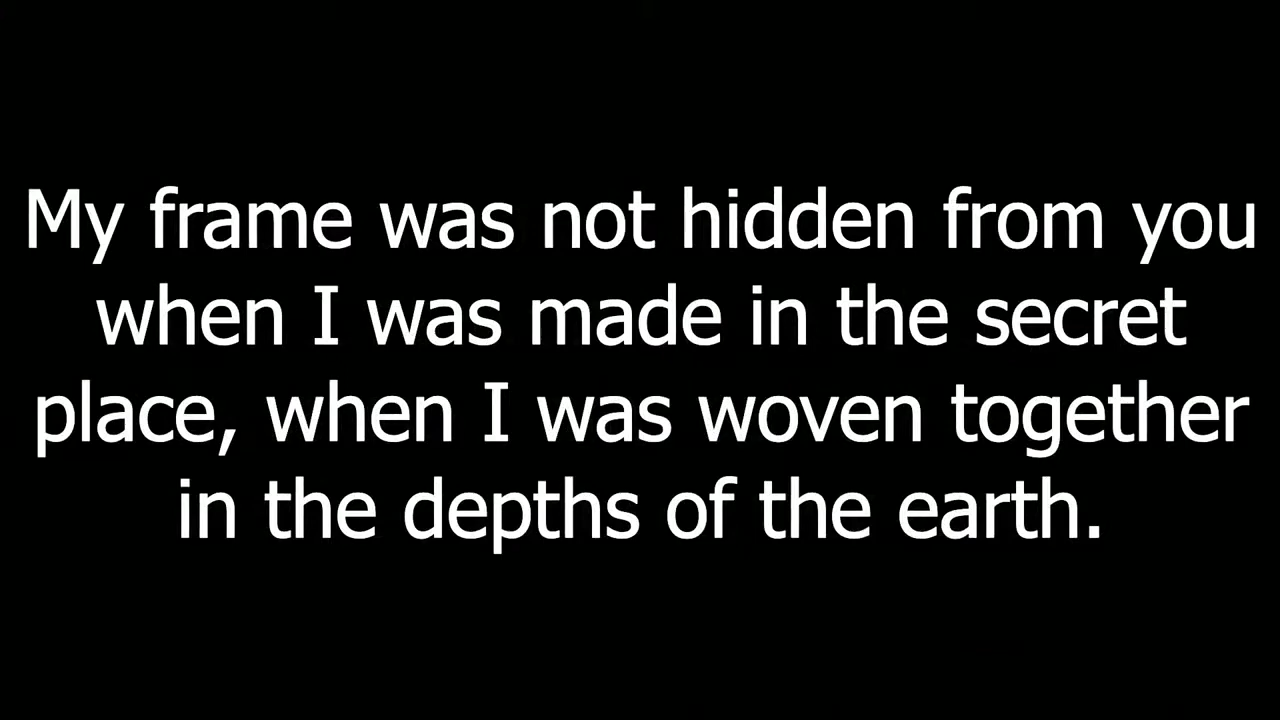 My frame was not hidden from you
when I was made in the secret
place, when I was woven together
in the depths of the earth.